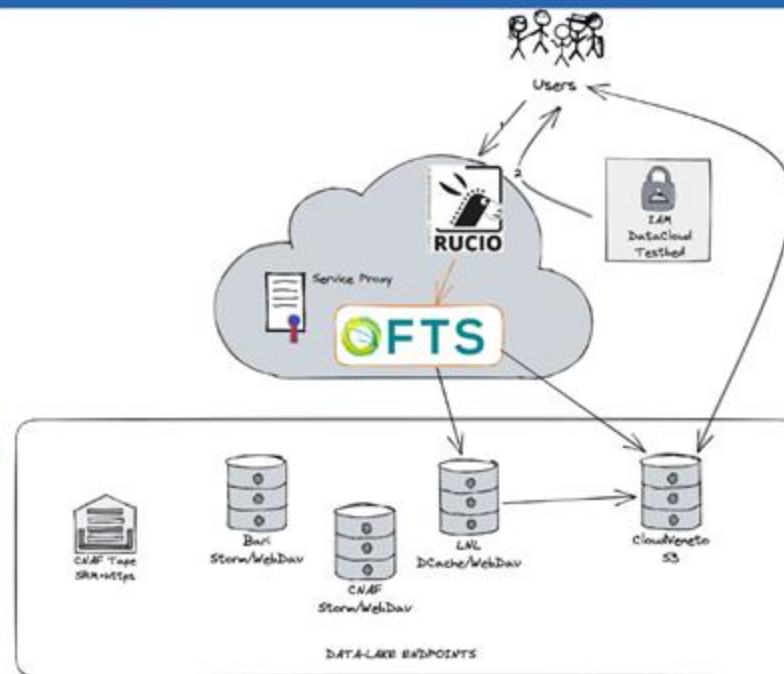 Users
1
2
RUCIO
IAM
DataCloud
Testbed
Service Proxy
FTS
CNAF Tape
SRM+https
Bari
Storm/WebDav
CNAF
Storm/WebDav
LNL
DCache/WebDav
CloudVeneto
S3
DATA-LAKE ENDPOINTS